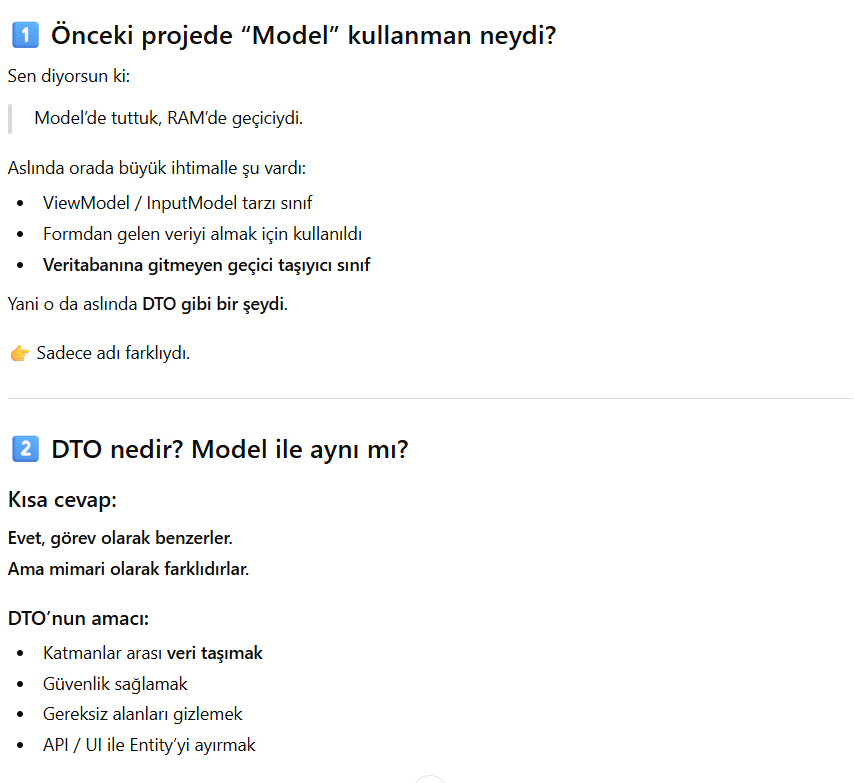 1 Önceki projede “Model” kullanman neydi?
Sen diyorsun ki:
Model’de tuttuk, RAM’de geçiciydi.
Aslında orada büyük ihtimalle şu vardı:
• ViewModel / InputModel tarzı sınıf
• Formdan gelen veriyi almak için kullanıldı
• Veritabanına gitmeyen geçici taşıyıcı sınıf
Yani o da aslında DTO gibi bir şeydi.
👉 Sadece adı farklıydı.
2 DTO nedir? Model ile aynı mı?
Kısa cevap:
Evet, görev olarak benzerler.
Ama mimari olarak farklıdırlar.
DTO’nun amacı:
• Katmanlar arası veri taşımak
• Güvenlik sağlamak
• Gereksiz alanları gizlemek
• API / UI ile Entity’yi ayırmak